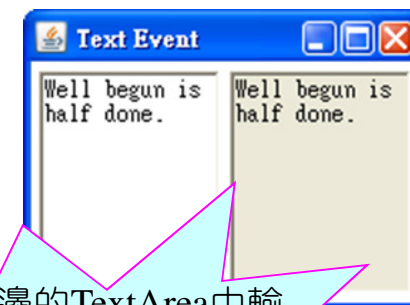 Text Event
Well begun is
half done.
Well begun is
half done.
邊的TextArea中輸